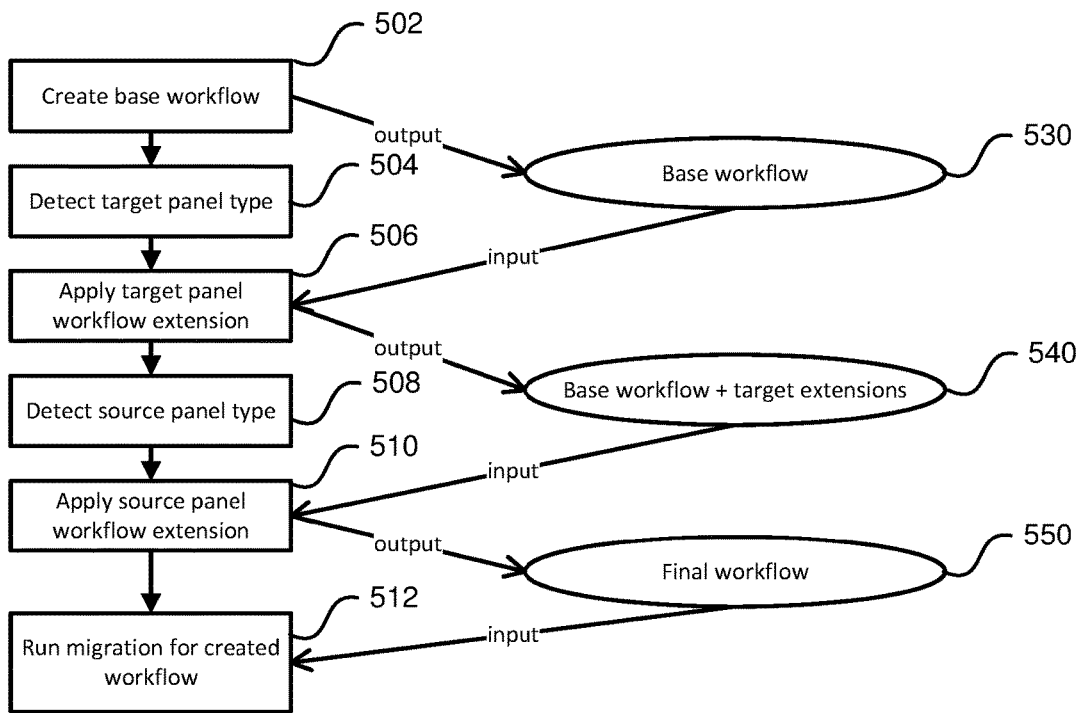 502
Create base workflow
output
530
Base workflow
504
Detect target panel type
506
input
Apply target panel
workflow extension
output
540
Base workflow + target extensions
508
Detect source panel type
510
input
Apply source panel
workflow extension
output
550
Final workflow
512
input
Run migration for created
workflow